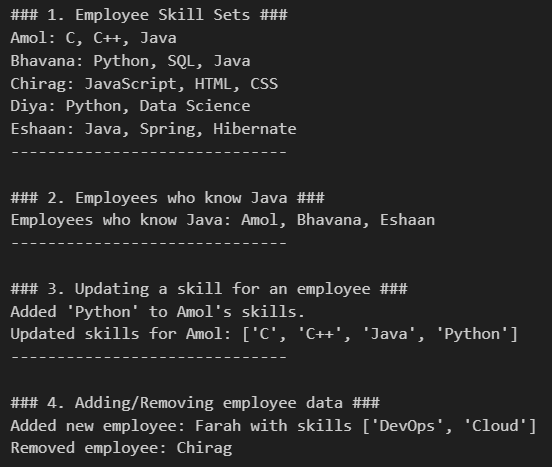 ### 1. Employee Skill Sets ###
Amol: C, C++, Java
Bhavana: Python, SQL, Java
Chirag: JavaScript, HTML, CSS
Diya: Python, Data Science
Eshaan: Java, Spring, Hibernate
------------------------------
### 2. Employees who know Java ###
Employees who know Java: Amol, Bhavana, Eshaan
------------------------------
### 3. Updating a skill for an employee ###
Added 'Python' to Amol's skills.
Updated skills for Amol: ['C', 'C++', 'Java', 'Python']
------------------------------
### 4. Adding/Removing employee data ###
Added new employee: Farah with skills ['DevOps', 'Cloud']
Removed employee: Chirag